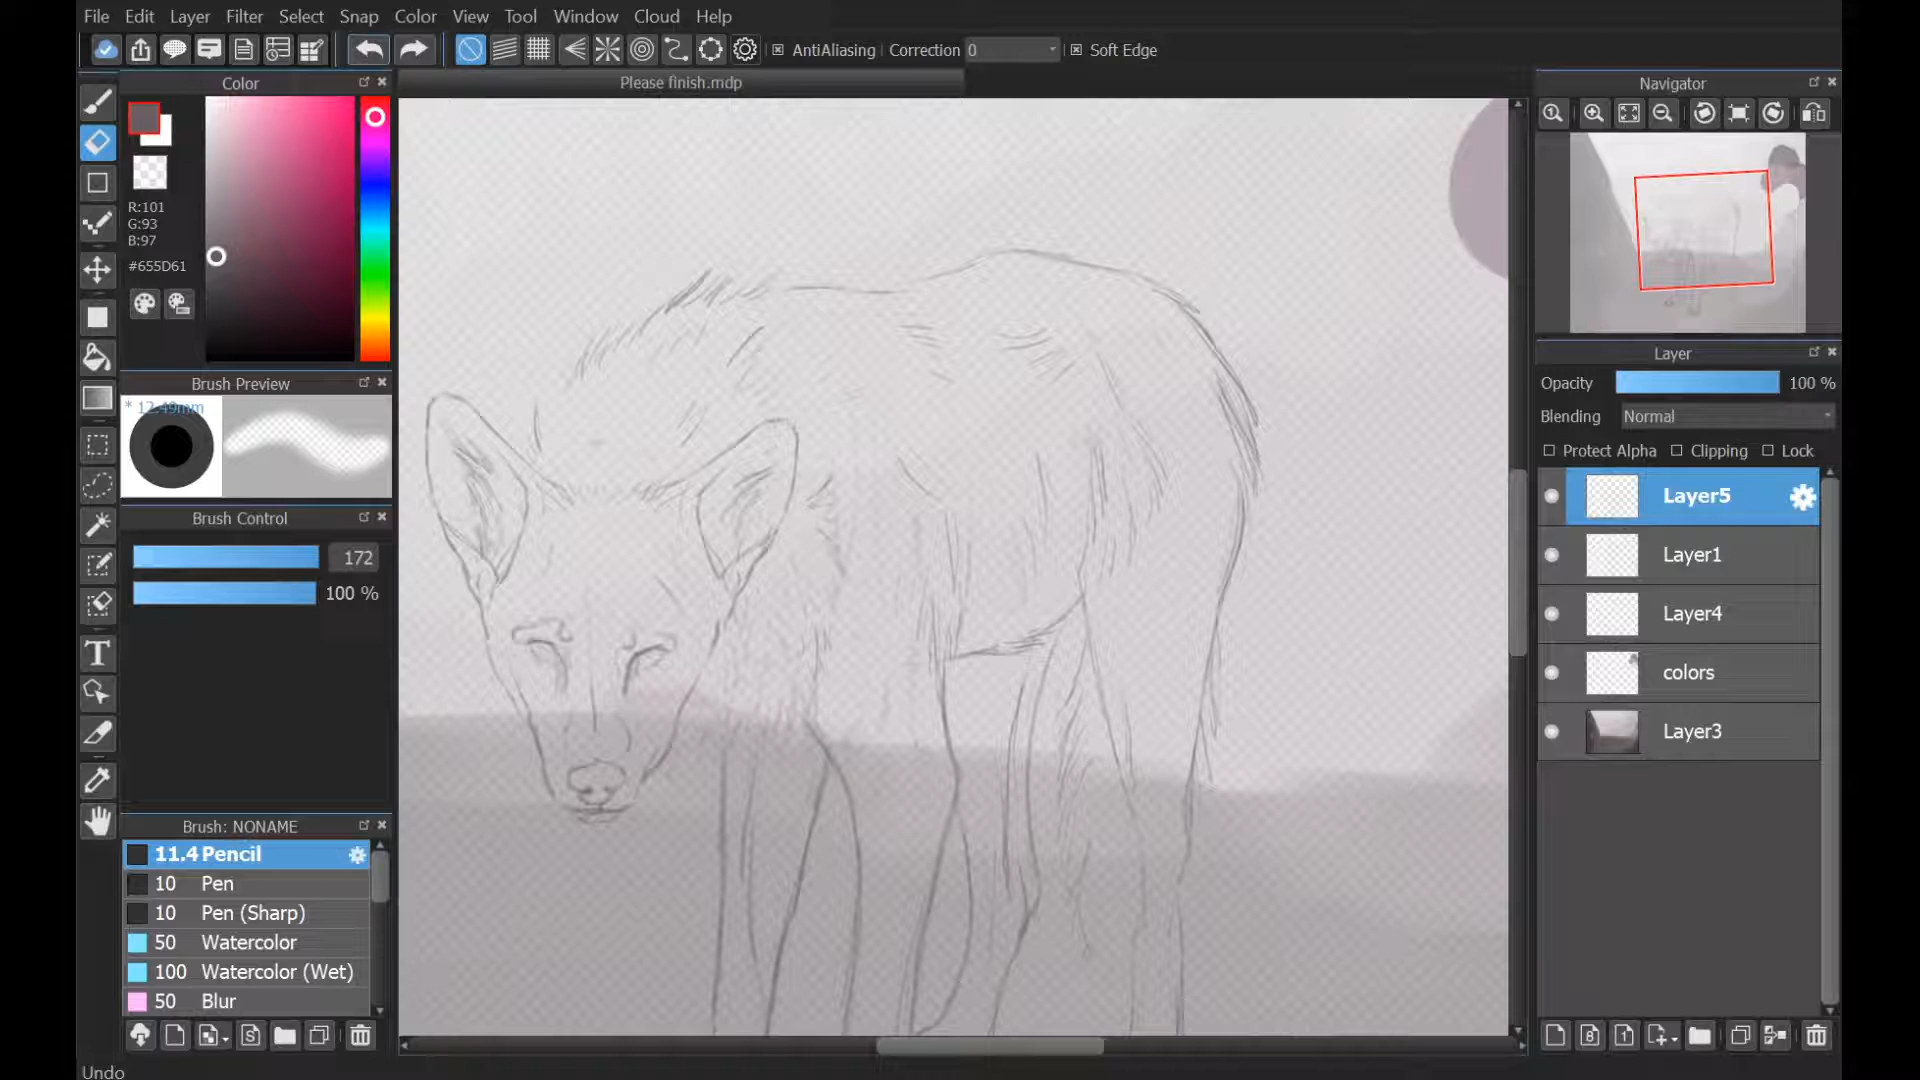 File Edit Layer Filter Select Snap Color View Tool Window Cloud Help
AntiAliasing Correction 0 Soft Edge
Color
Please finish.mdp
Navigator
R:101
G:93
B:97
#655D61
Brush Preview
* 12.49mm
Brush Control
172
100 %
Brush: NONAME
11.4 Pencil
10 Pen
10 Pen (Sharp)
50 Watercolor
100 Watercolor (Wet)
50 Blur
Undo
Layer
Opacity 100 %
Blending Normal
Protect Alpha Clipping Lock
Layer5
Layer1
Layer4
colors
Layer3